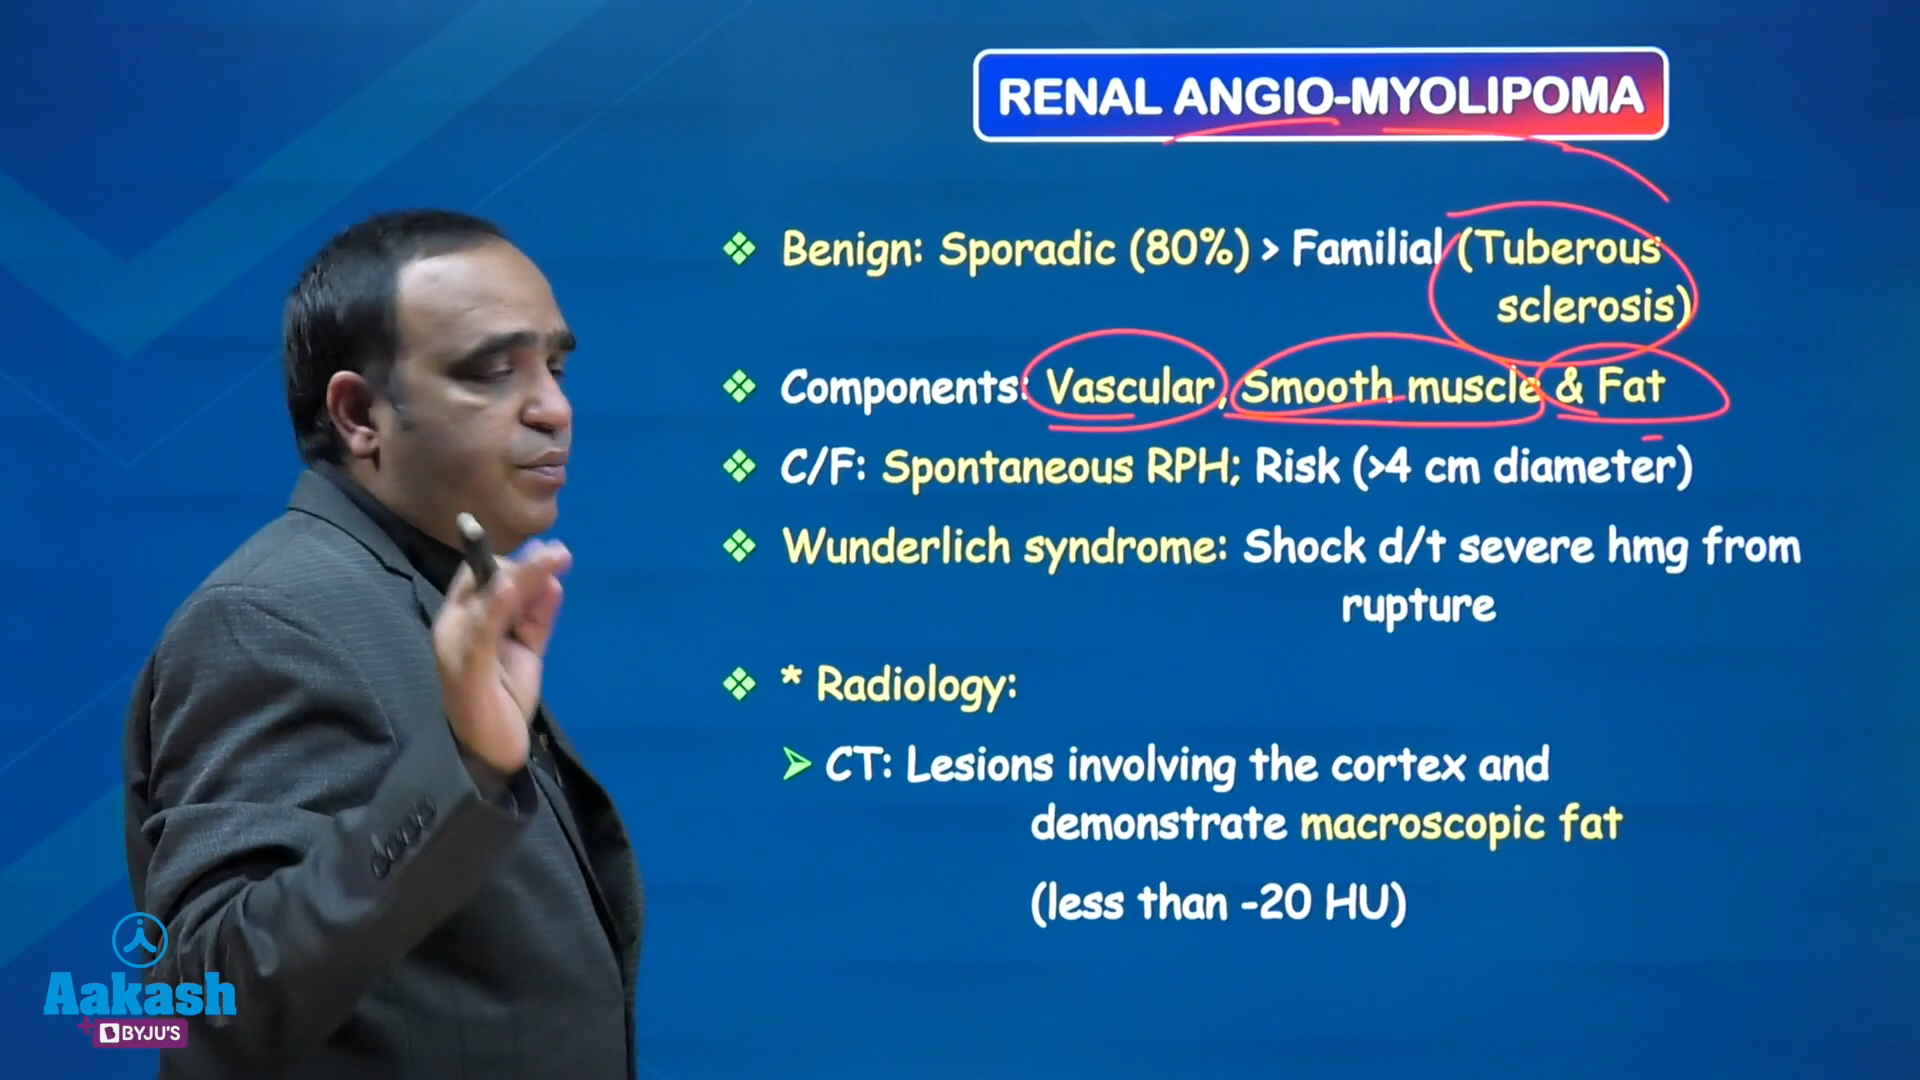 RENAL ANGIO-MYOLIPOMA
❖ Benign: Sporadic (80%) > Familial (Tuberous
sclerosis)
❖ Components: Vascular, Smooth muscle & Fat
❖ C/F: Spontaneous RPH; Risk (>4 cm diameter)
❖ Wunderlich syndrome: Shock d/t severe hmg from
rupture
❖ * Radiology:
➢ CT: Lesions involving the cortex and
demonstrate macroscopic fat
(less than -20 HU)
Aakash
+ BYJU'S